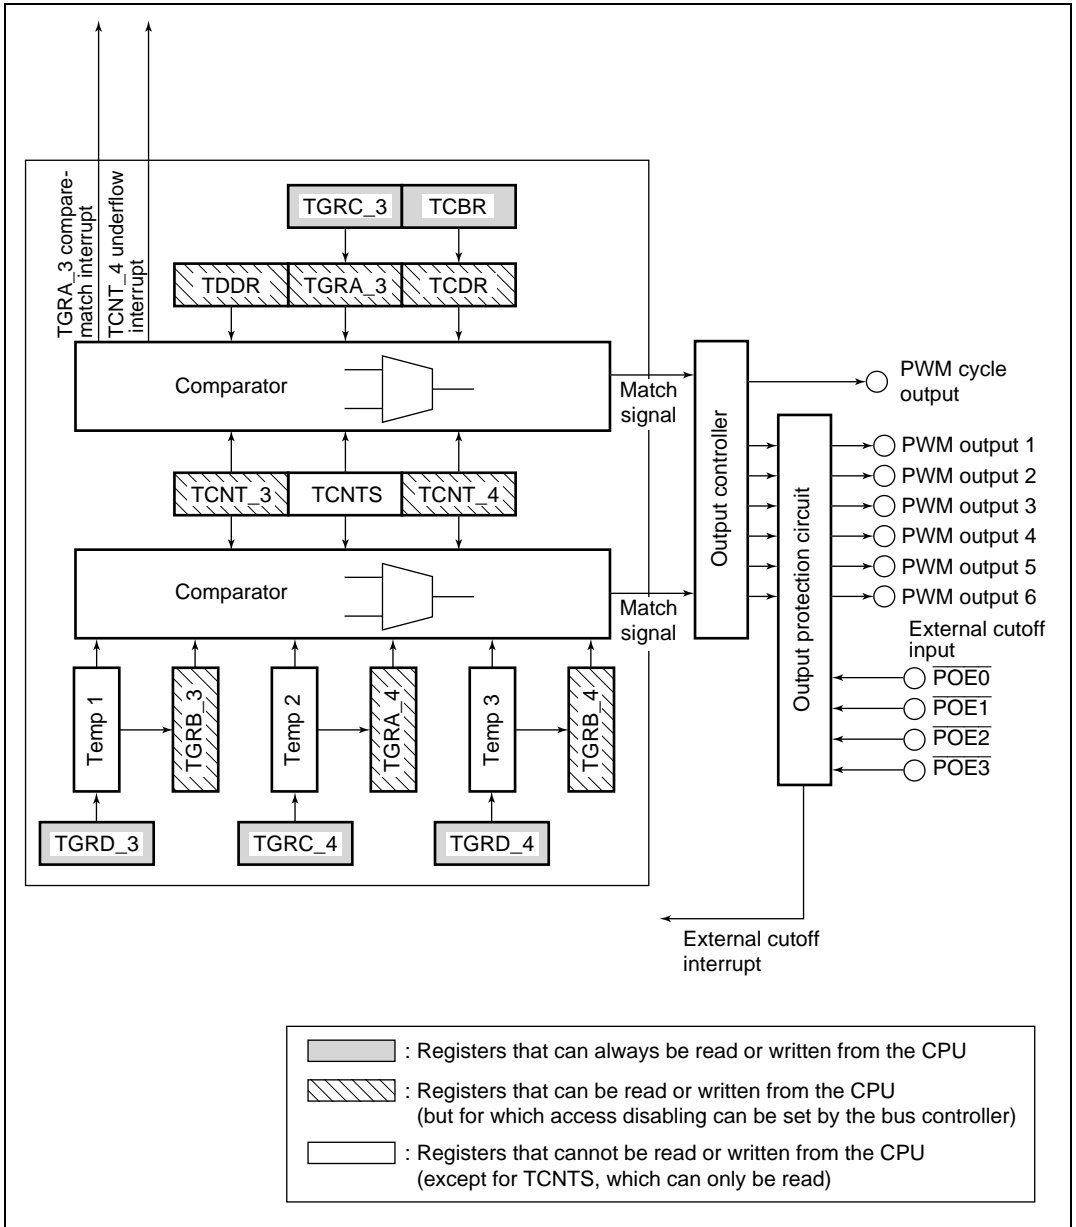 TGRA_3 compare-
match interrupt
TCNT_4 underflow
interrupt
TGRC_3
TCBR
TDDR
TGRA_3
TCDR
Comparator
Match
signal
TCNT_3
TCNTS
TCNT_4
Comparator
Match
signal
Temp 1
TGRB_3
Temp 2
TGRA_4
Temp 3
TGRB_4
TGRD_3
TGRC_4
TGRD_4
Output controller
Output protection circuit
PWM cycle
output
PWM output 1
PWM output 2
PWM output 3
PWM output 4
PWM output 5
PWM output 6
External cutoff
input
P̅O̅E̅0̅
P̅O̅E̅1̅
P̅O̅E̅2̅
P̅O̅E̅3̅
External cutoff
interrupt
: Registers that can always be read or written from the CPU
: Registers that can be read or written from the CPU
(but for which access disabling can be set by the bus controller)
: Registers that cannot be read or written from the CPU
(except for TCNTS, which can only be read)